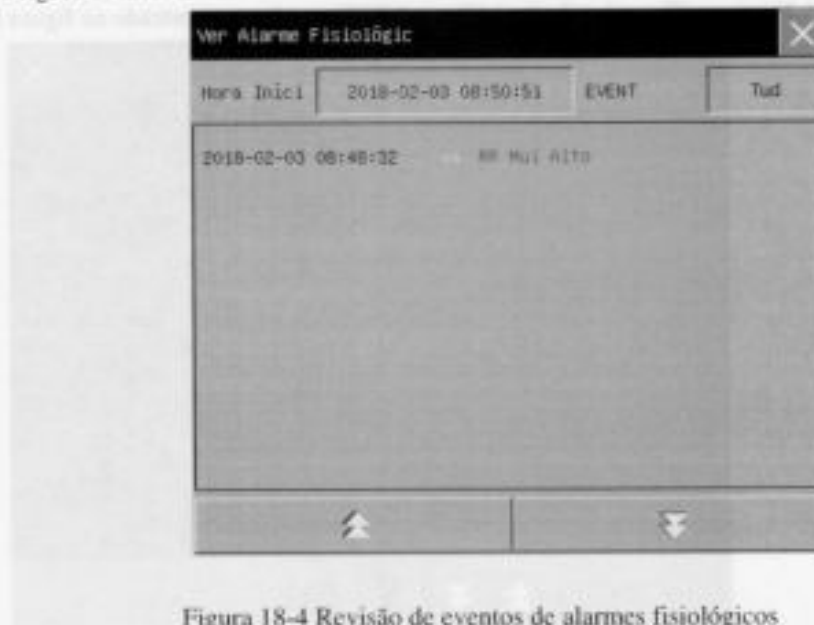 Ver Alarme Fisiológic
Hora Inici 2018-02-03 08:50:51 EVENT Tud
2018-02-03 08:48:32 RR Mui Alto
Figura 18-4 Revisão de eventos de alarmes fisiológicos